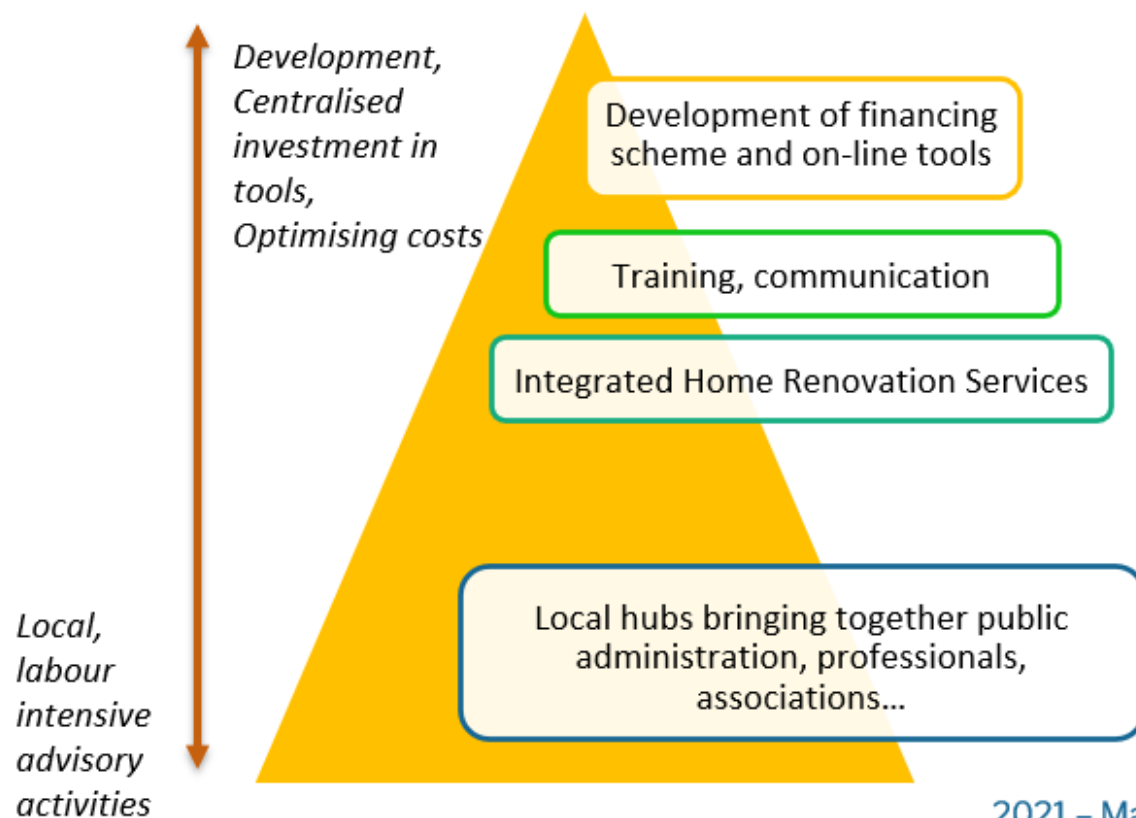 Development,
Centralised
investment in
tools,
Optimising costs
Development of financing
scheme and on-line tools
Training, communication
Integrated Home Renovation Services
Local hubs bringing together public
administration, professionals,
associations…
Local,
labour
intensive
advisory
activities
2021 – Ma